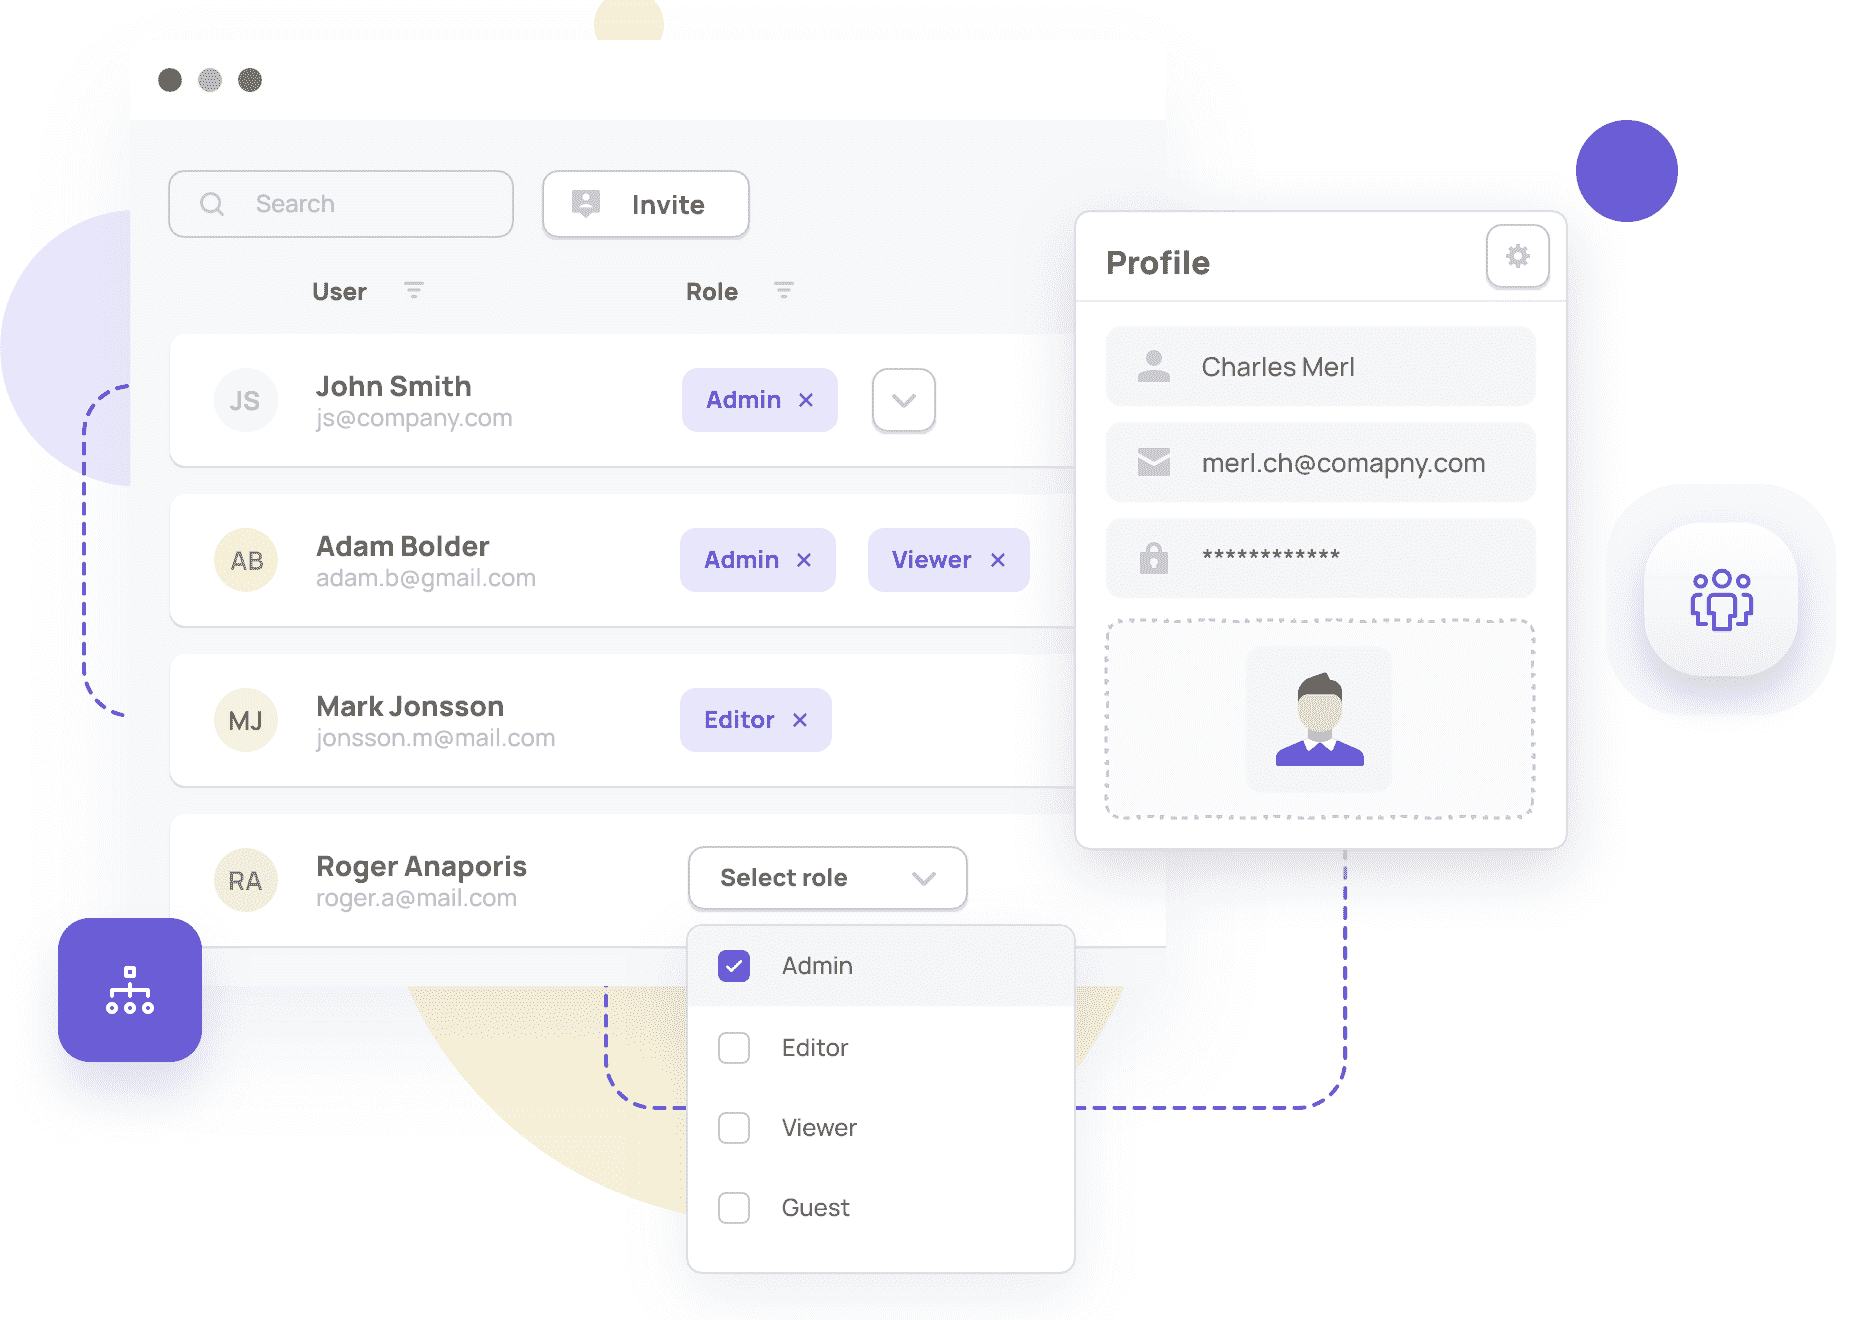 Search
Invite
User
Role
JS
John Smith
js@company.com
Admin
AB
Adam Bolder
adam.b@gmail.com
Admin
Viewer
MJ
Mark Jonsson
jonsson.m@mail.com
Editor
RA
Roger Anaporis
roger.a@mail.com
Select role
Admin
Editor
Viewer
Guest
Profile
Charles Merl
merl.ch@comapny.com
************